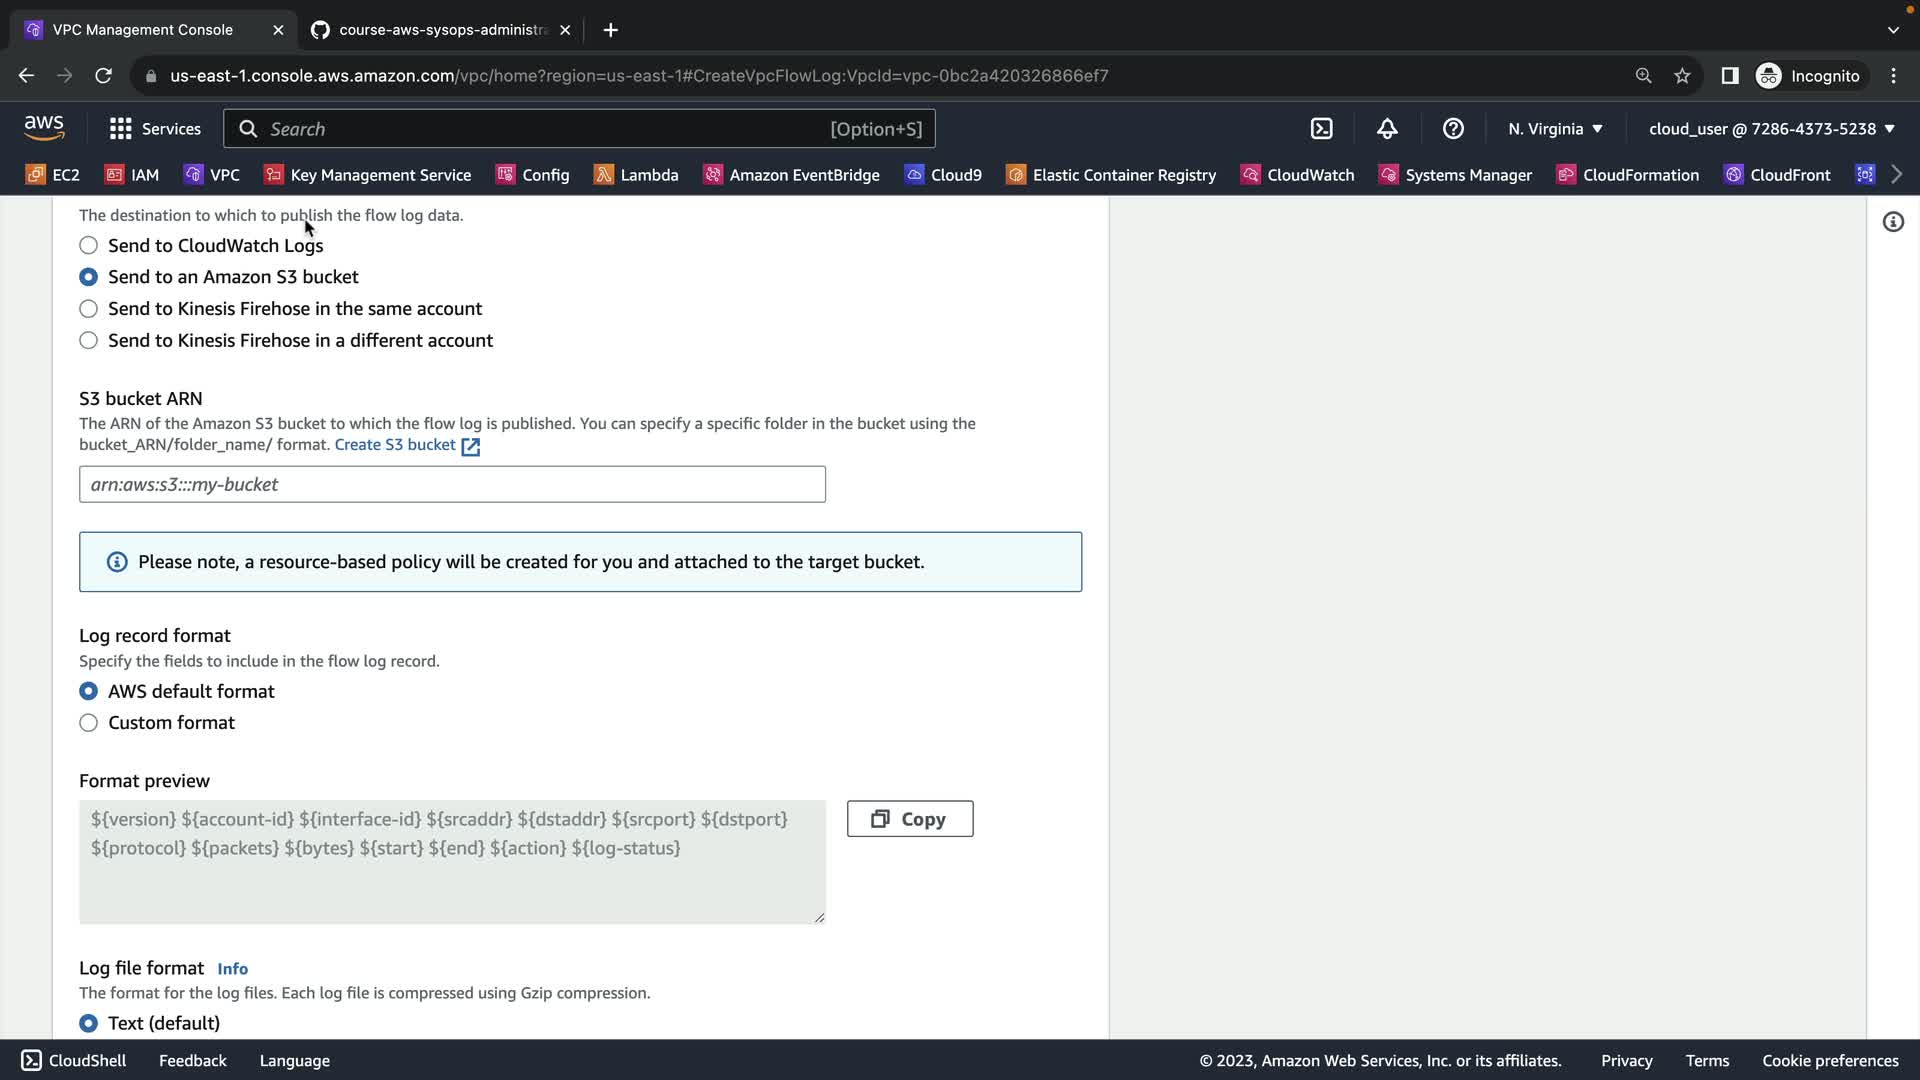 VPC Management Console
course-aws-sysops-administra
us-east-1.console.aws.amazon.com/vpc/home?region=us-east-1#CreateVpcFlowLog:VpcId=vpc-0bc2a420326866ef7
Incognito
aws
Services
Search
[Option+S]
N. Virginia
cloud_user @ 7286-4373-5238
EC2
IAM
VPC
Key Management Service
Config
Lambda
Amazon EventBridge
Cloud9
Elastic Container Registry
CloudWatch
Systems Manager
CloudFormation
CloudFront
The destination to which to publish the flow log data.
Send to CloudWatch Logs
Send to an Amazon S3 bucket
Send to Kinesis Firehose in the same account
Send to Kinesis Firehose in a different account
S3 bucket ARN
The ARN of the Amazon S3 bucket to which the flow log is published. You can specify a specific folder in the bucket using the
bucket_ARN/folder_name/ format. Create S3 bucket
arn:aws:s3:::my-bucket
Please note, a resource-based policy will be created for you and attached to the target bucket.
Log record format
Specify the fields to include in the flow log record.
AWS default format
Custom format
Format preview
${version} ${account-id} ${interface-id} ${srcaddr} ${dstaddr} ${srcport} ${dstport}
${protocol} ${packets} ${bytes} ${start} ${end} ${action} ${log-status}
Copy
Log file format Info
The format for the log files. Each log file is compressed using Gzip compression.
Text (default)
CloudShell
Feedback
Language
© 2023, Amazon Web Services, Inc. or its affiliates.
Privacy
Terms
Cookie preferences